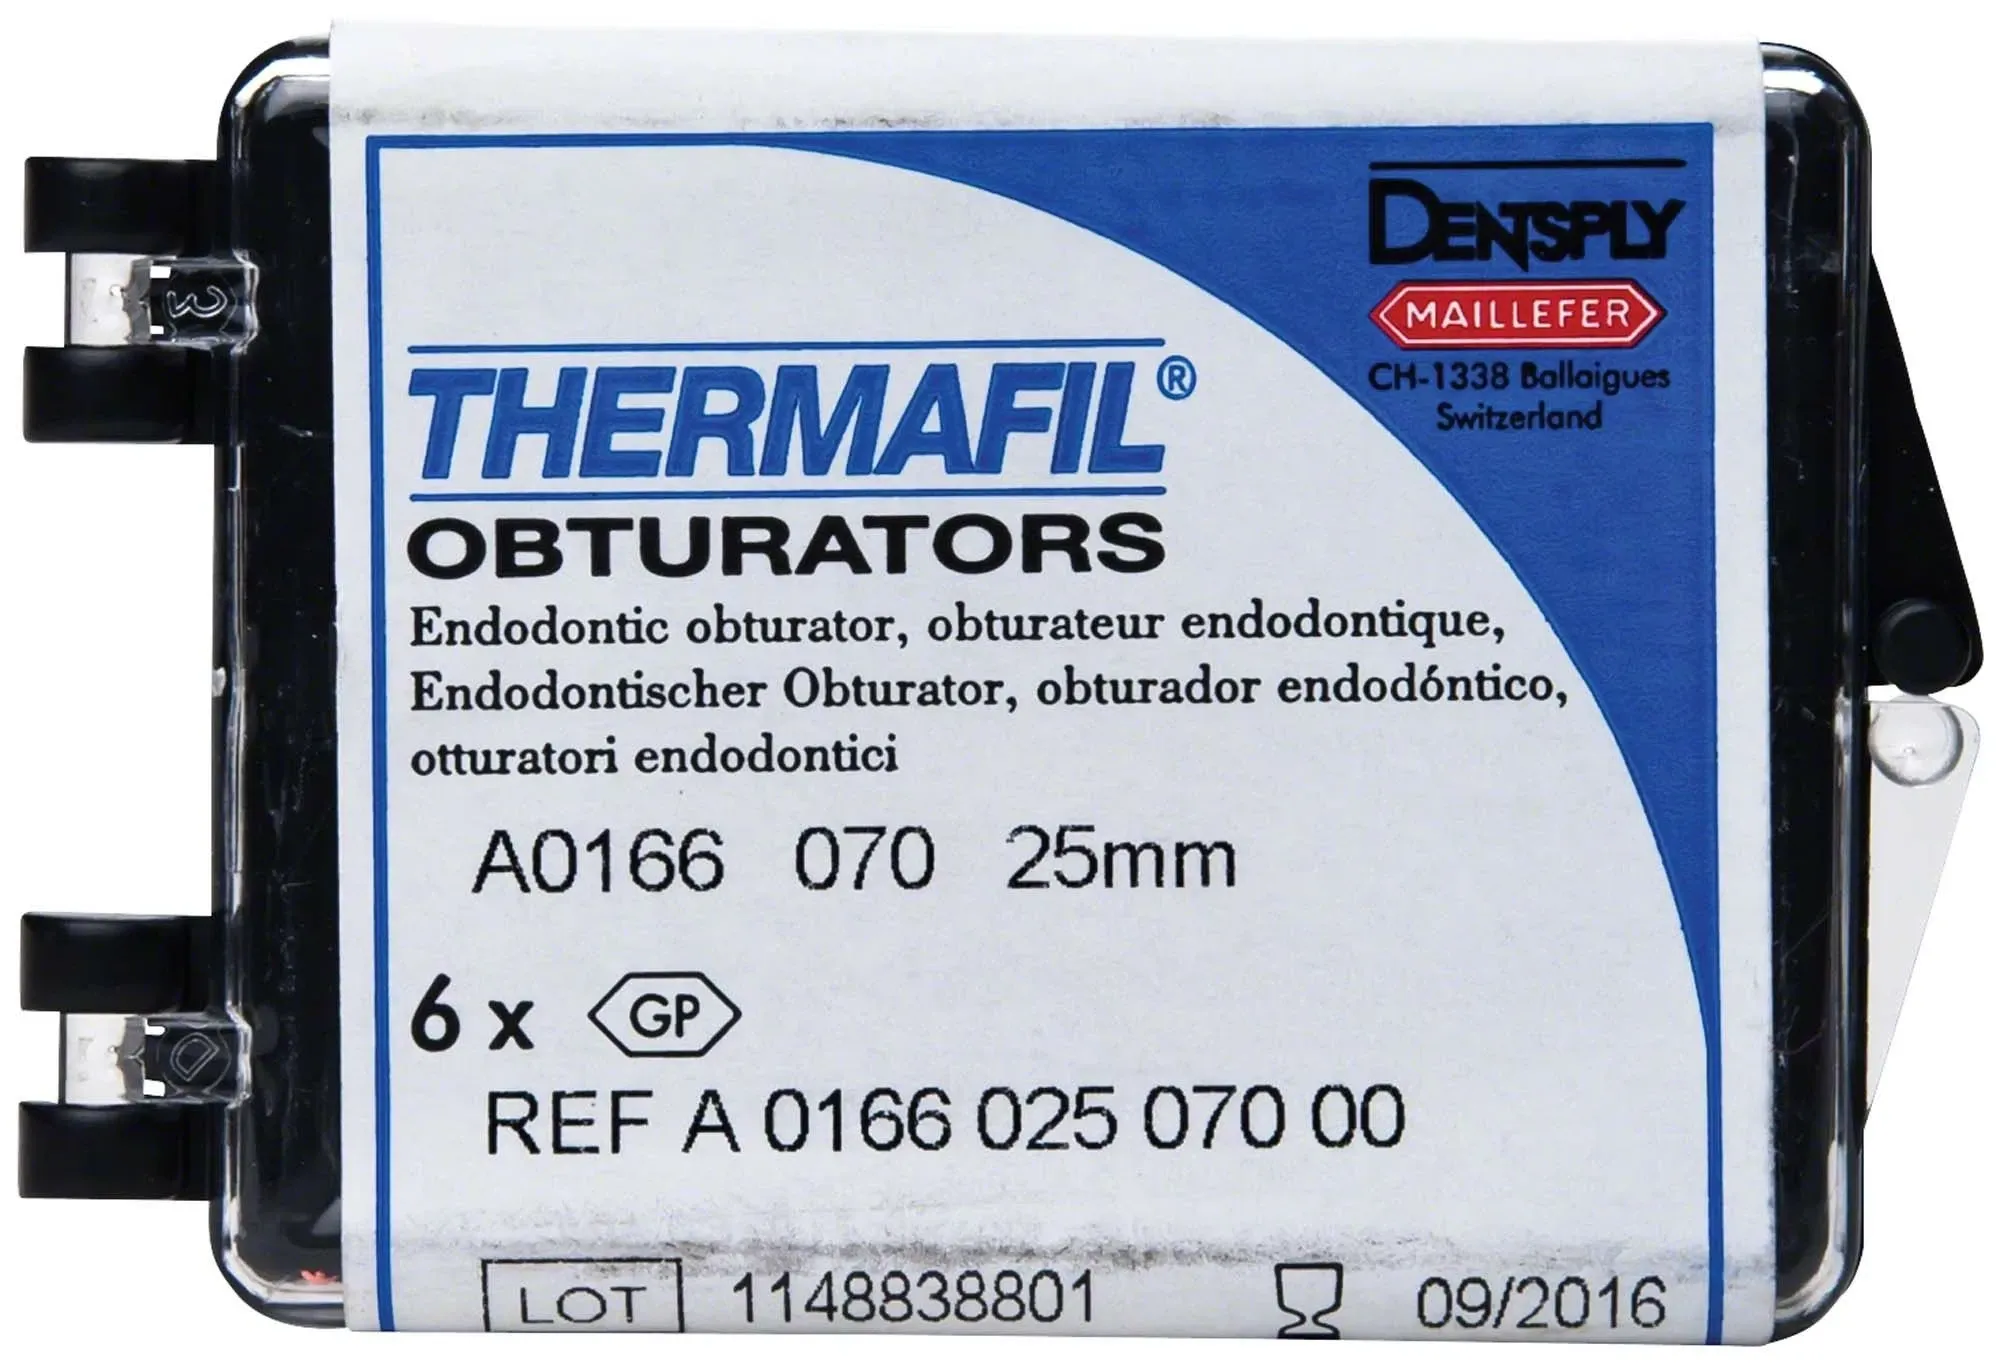 DENTSPLY
MAILLEFER
CH-1338 Ballaigues
Switzerland
THERMAFIL®
OBTURATORS
Endodontic obturator, obturateur endodontique,
Endodontischer Obturator, obturador endodóntico,
otturatori endodontici
A0166 070 25mm
6 x GP
REF A 0166 025 070 00
LOT 1148838801 09/2016
3
D